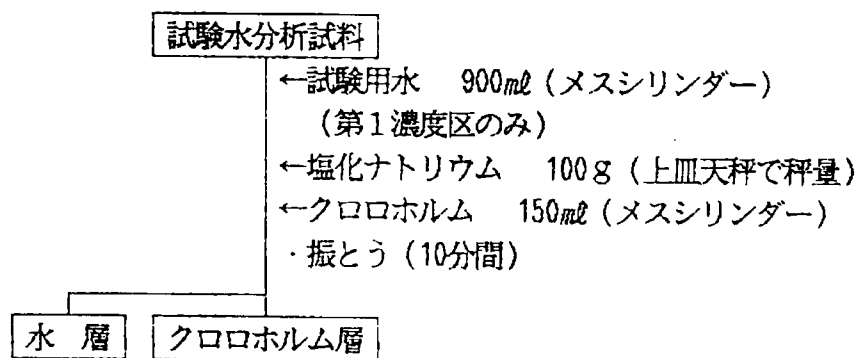 試験水分析試料
←試験用水 900㎖(メスシリンダー)
(第1濃度区のみ)
←塩化ナトリウム 100g(上皿天秤で秤量)
←クロロホルム 150㎖(メスシリンダー)
・振とう(10分間)
水 層 クロロホルム層